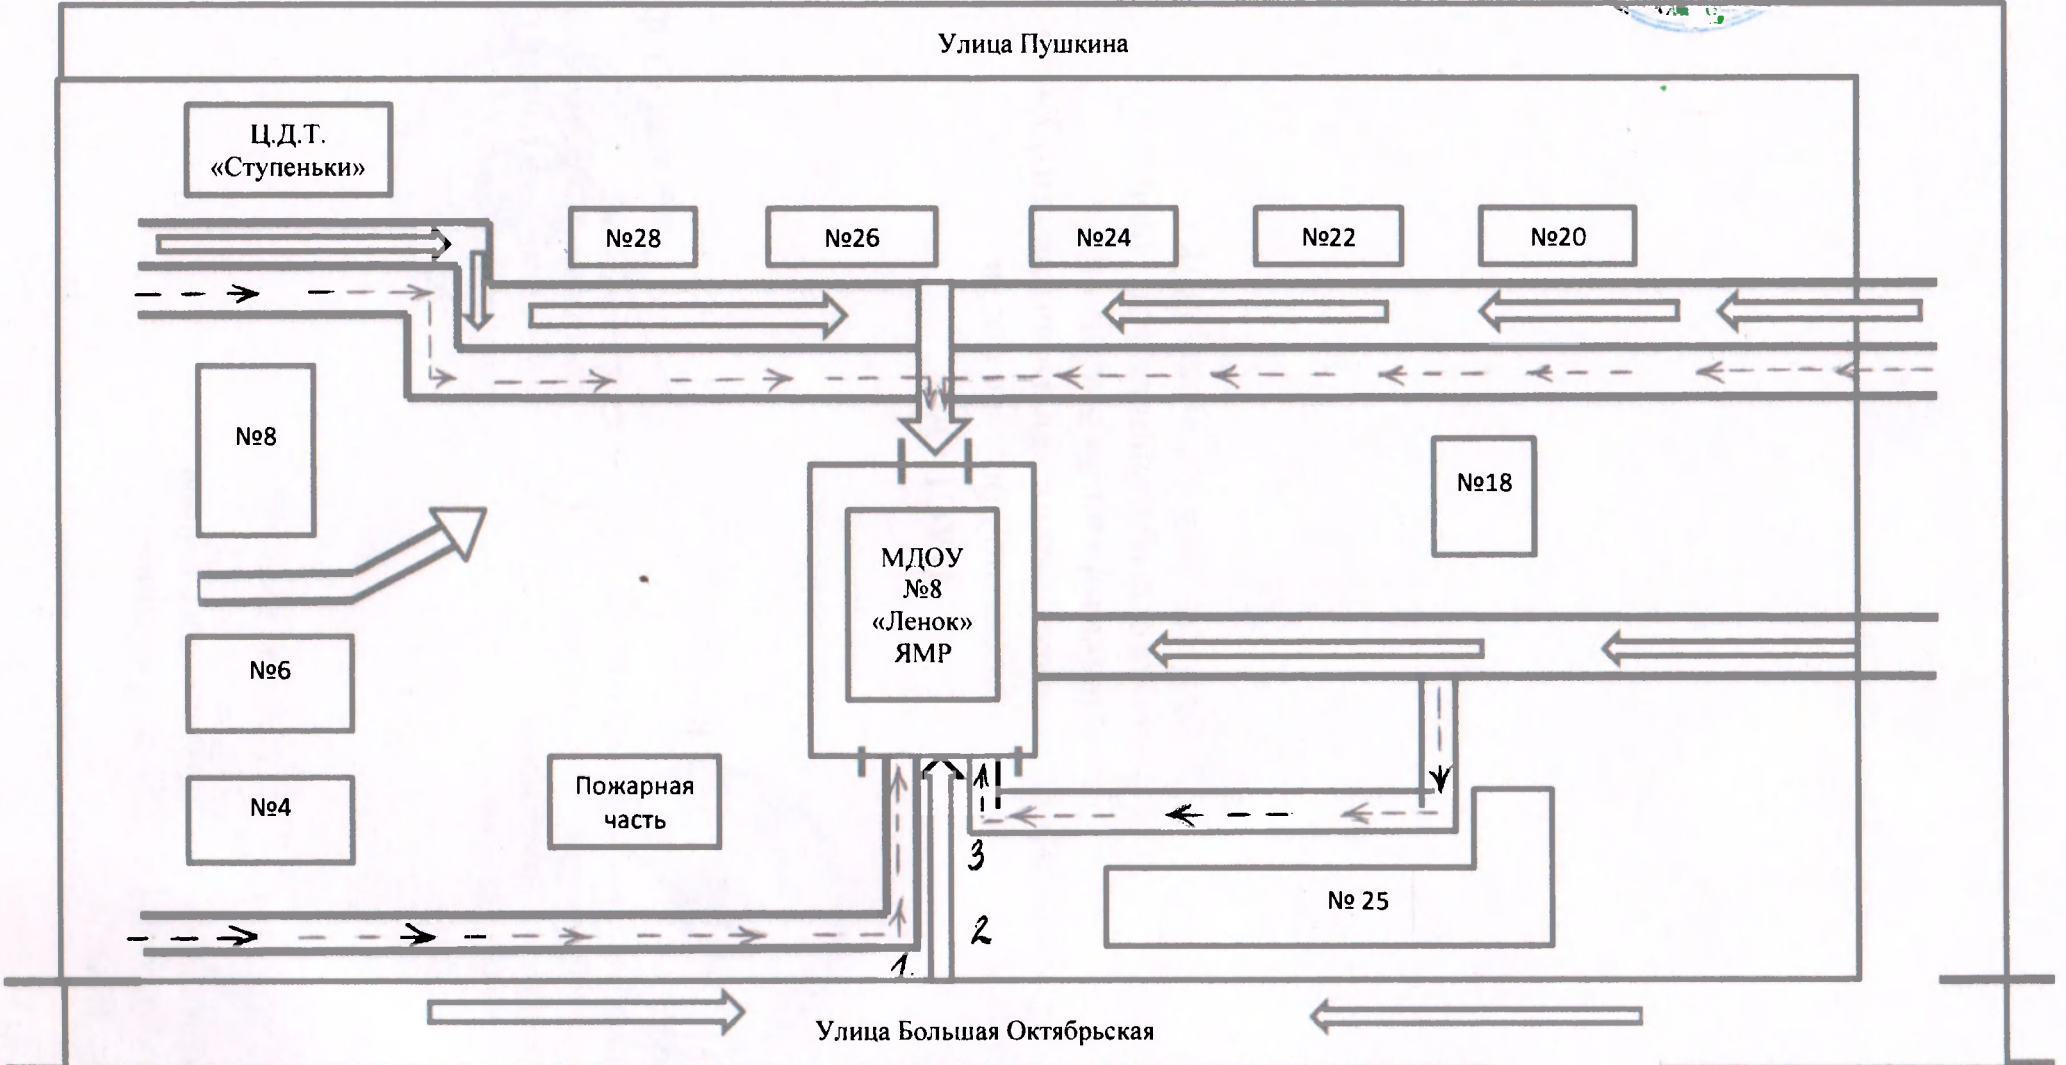 Улица Пушкина
Ц.Д.Т.
«Ступеньки»
№28
№26
№24
№22
№20
№8
№18
МДОУ
№8
«Ленок»
ЯМР
№6
№4
Пожарная
часть
3
№ 25
2
1.
Улица Большая Октябрьская